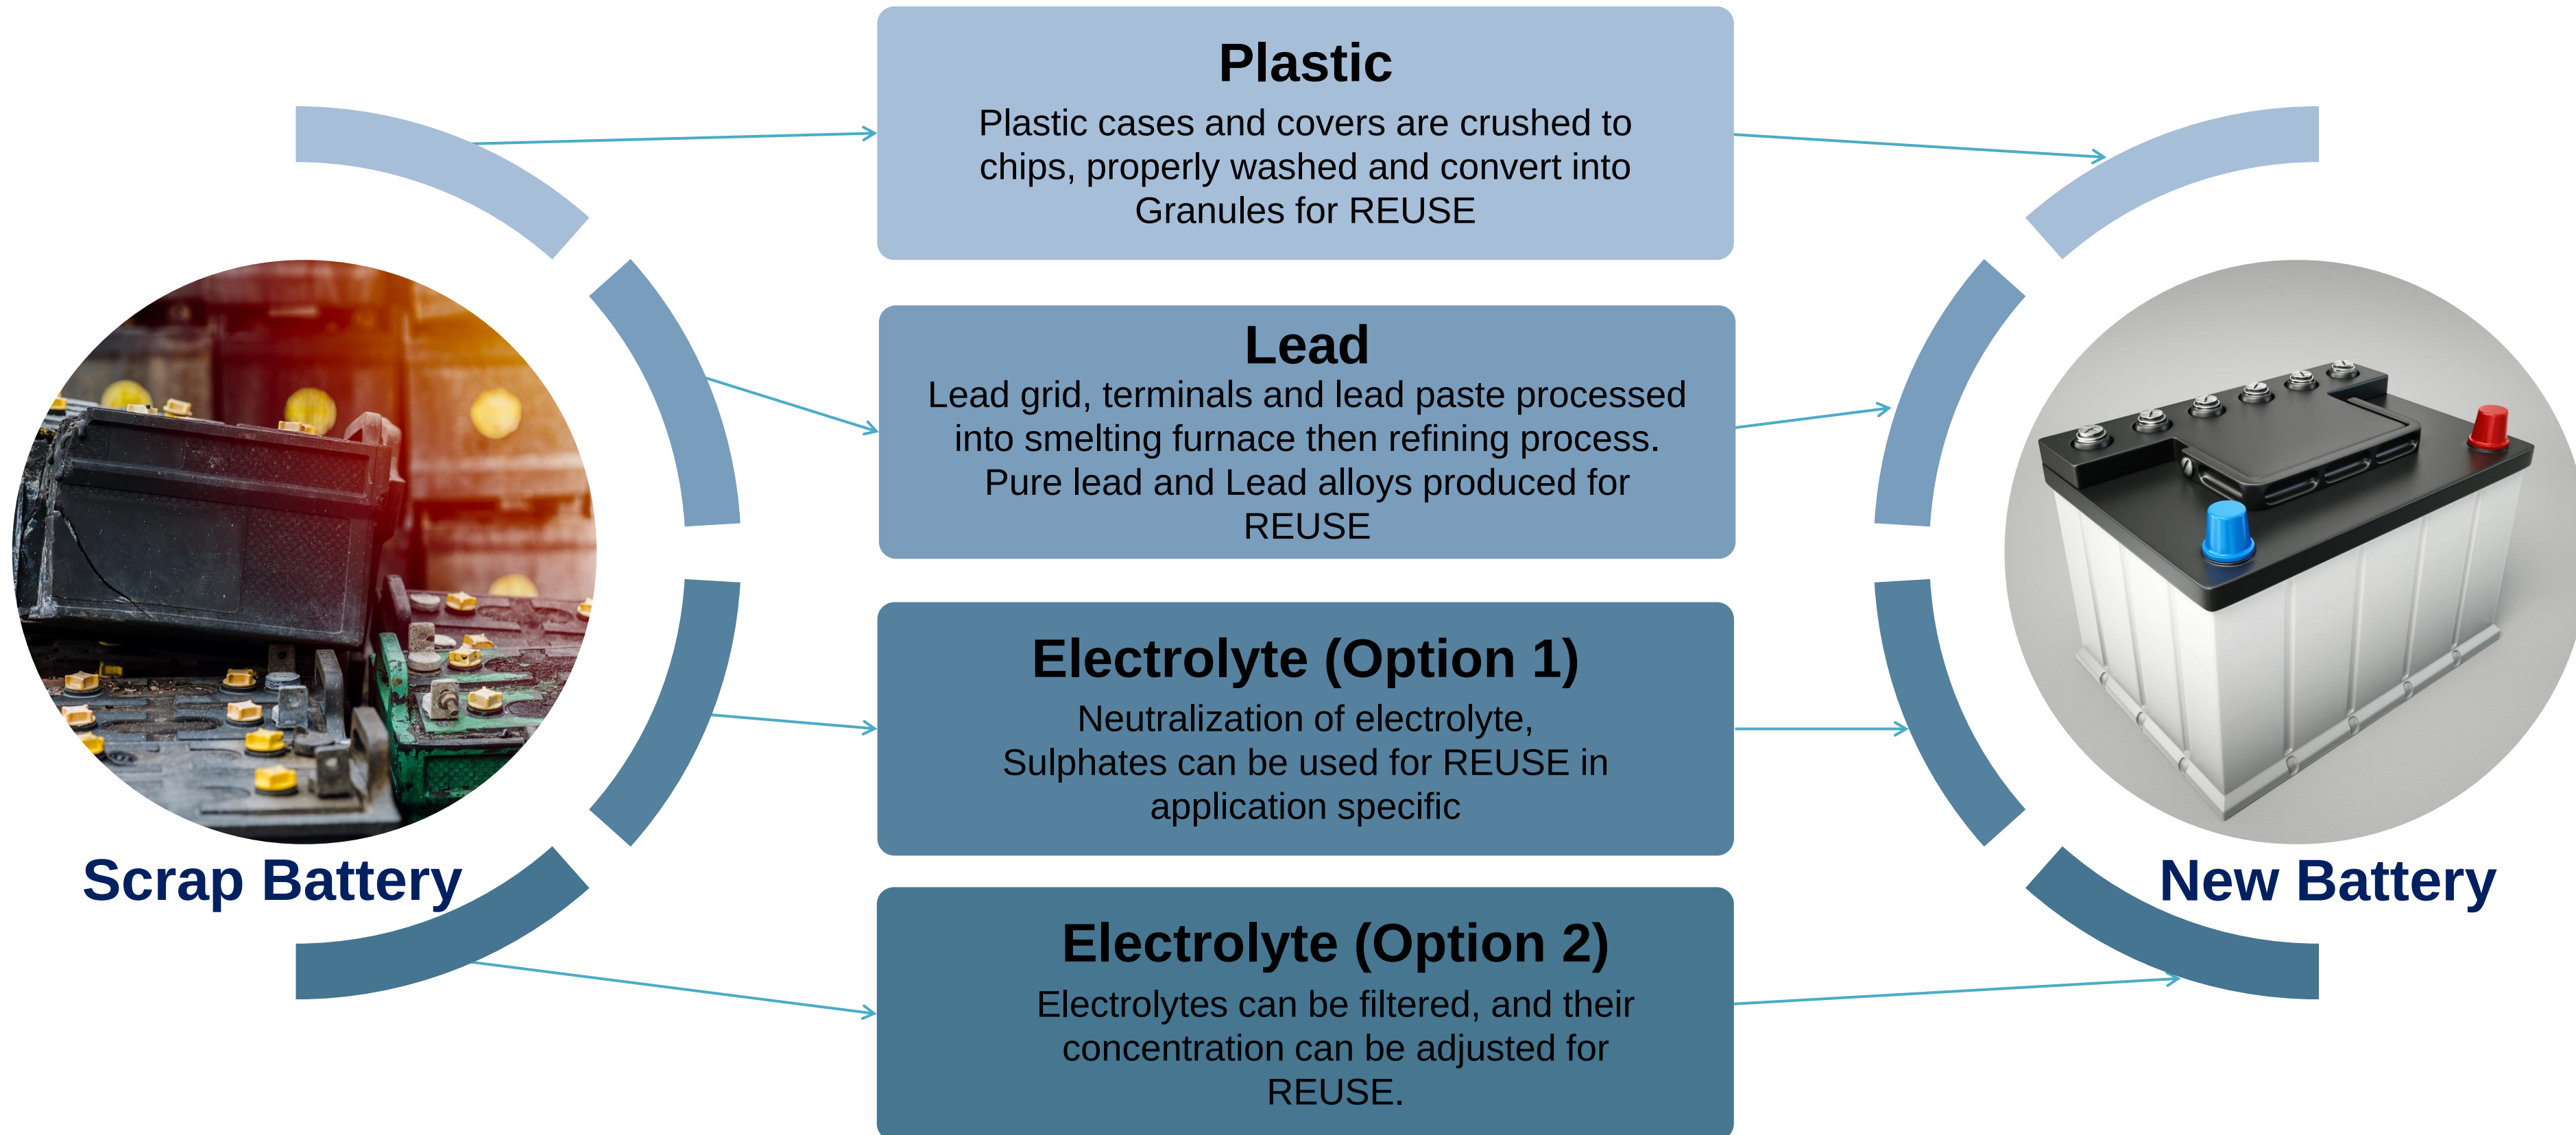 Plastic
Plastic cases and covers are crushed to
chips, properly washed and convert into
Granules for REUSE
Lead
Lead grid, terminals and lead paste processed
into smelting furnace then refining process.
Pure lead and Lead alloys produced for
REUSE
Electrolyte (Option 1)
Neutralization of electrolyte,
Sulphates can be used for REUSE in
application specific
Scrap Battery
New Battery
Electrolyte (Option 2)
Electrolytes can be filtered, and their
concentration can be adjusted for
REUSE.